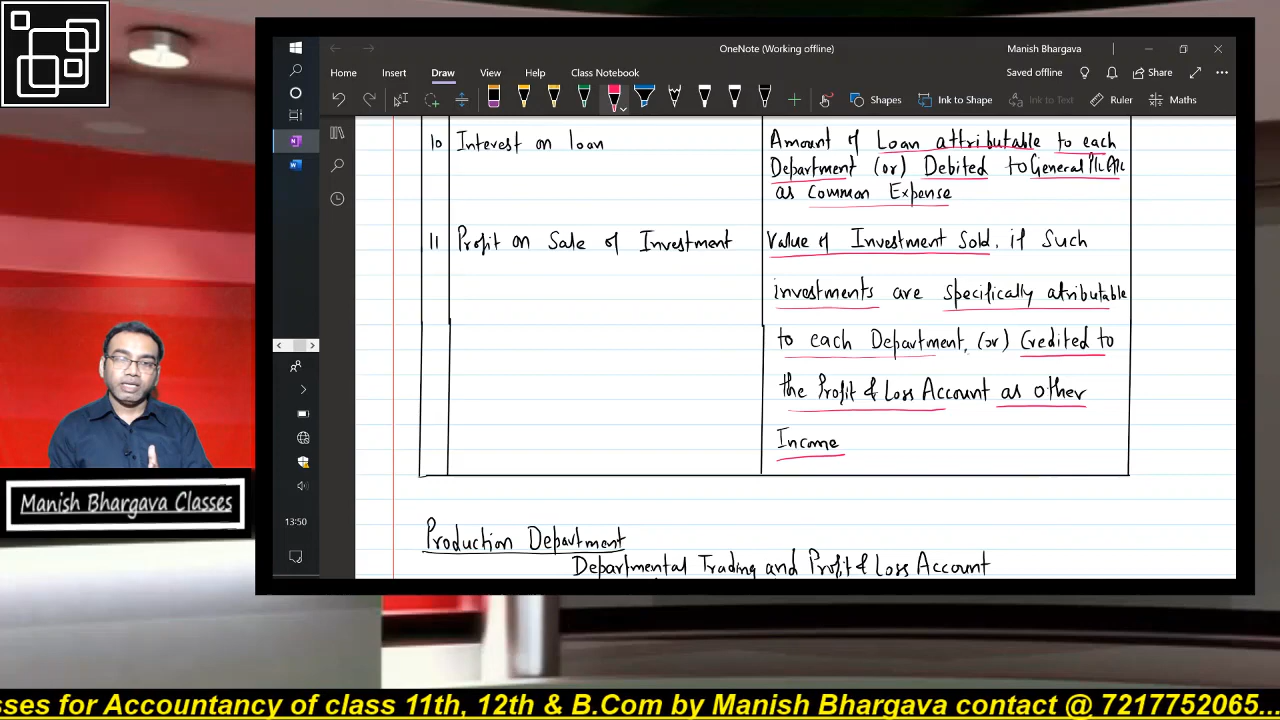 OneNote (Working offline)
Manish Bhargava
Home Insert Draw View Help Class Notebook
Saved offline
Share
Shapes
Ink to Shape
Ink to Text
Ruler
Maths
10 Interest on loan
Amount of Loan attributable to each
Department (or) Debited to General P/L A/c
as Common Expense
11 Profit on Sale of Investment
Value of Investment Sold, if Such
investments are specifically atributable
to each Department, (or) Credited to
the Profit & Loss Account as other
Income
Production Department
Departmental Trading and Profit & Loss Account
13:50
Manish Bhargava Classes
sses for Accountancy of class 11th, 12th & B.Com by Manish Bhargava contact @ 7217752065...